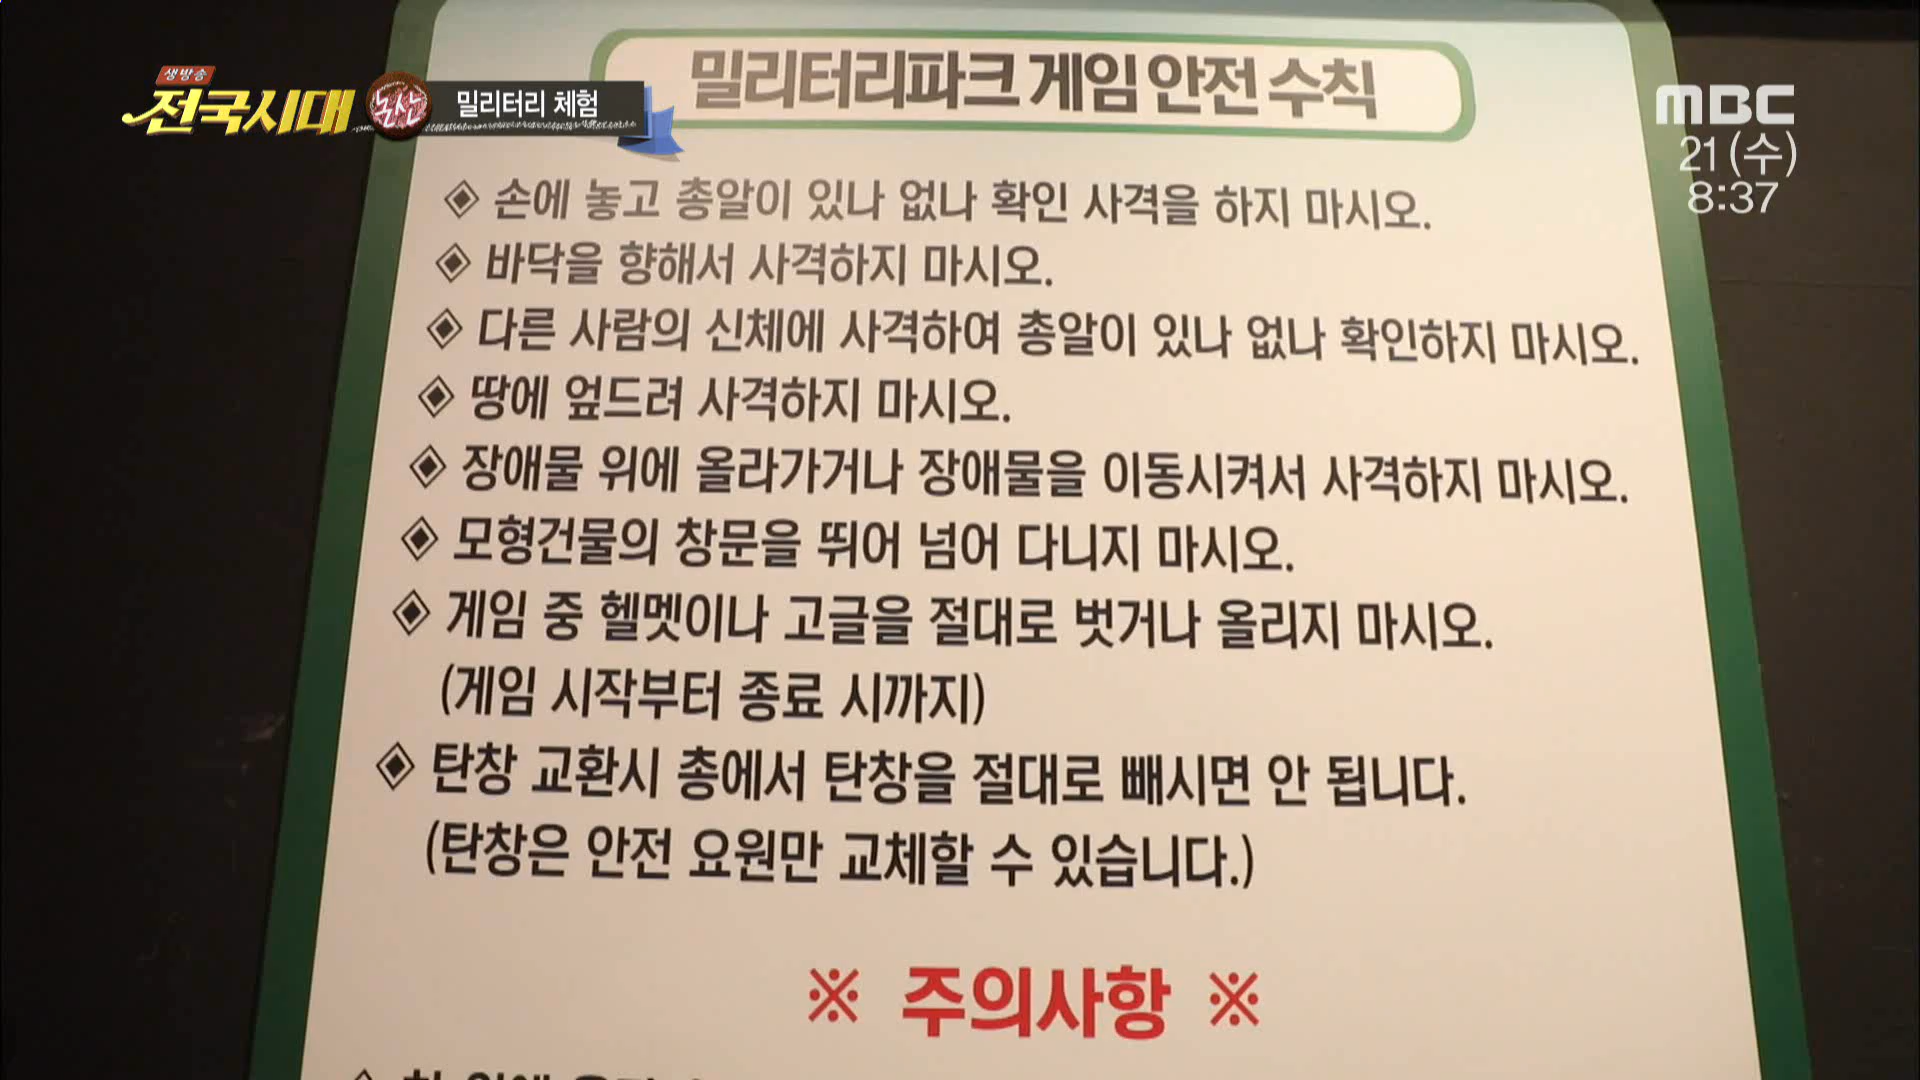 생방송
전국시대
논산
밀리터리 체험
MBC
21 (수)
8:37
밀리터리파크 게임 안전 수칙
◈ 손에 놓고 총알이 있나 없나 확인 사격을 하지 마시오.
◈ 바닥을 향해서 사격하지 마시오.
◈ 다른 사람의 신체에 사격하여 총알이 있나 없나 확인하지 마시오.
◈ 땅에 엎드려 사격하지 마시오.
◈ 장애물 위에 올라가거나 장애물을 이동시켜서 사격하지 마시오.
◈ 모형건물의 창문을 뛰어 넘어 다니지 마시오.
◈ 게임 중 헬멧이나 고글을 절대로 벗거나 올리지 마시오.
(게임 시작부터 종료 시까지)
◈ 탄창 교환시 총에서 탄창을 절대로 빼시면 안 됩니다.
(탄창은 안전 요원만 교체할 수 있습니다.)
※ 주의사항 ※